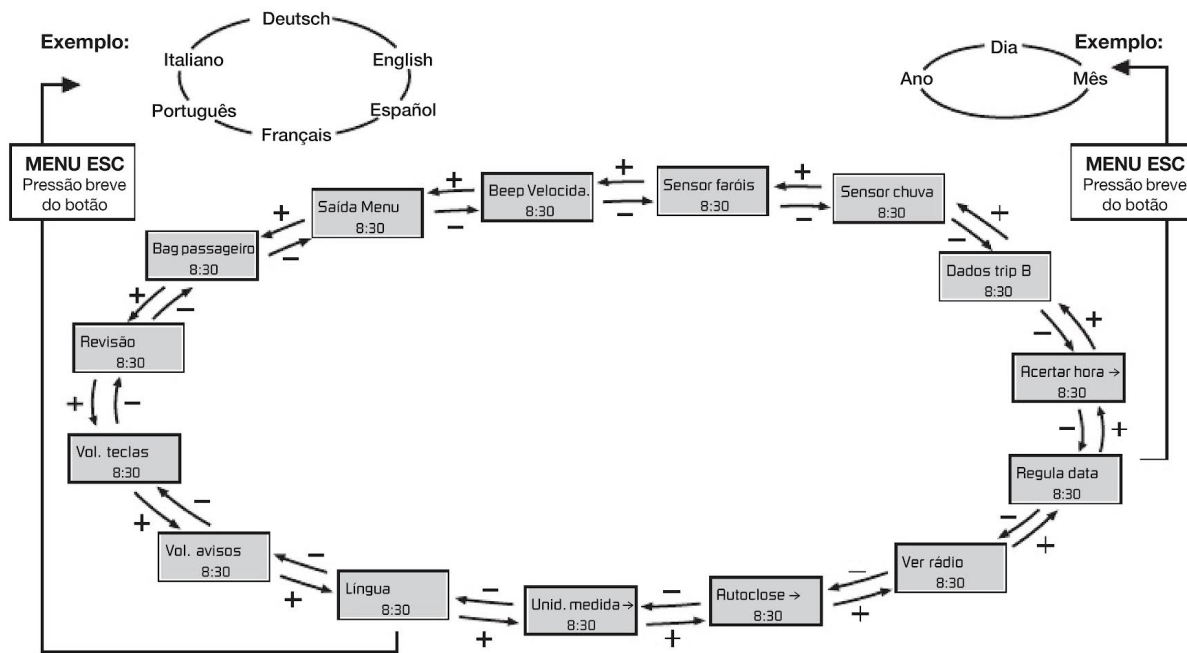 Exemplo:
Deutsch
Italiano
English
Português
Español
Français
Exemplo:
Dia
Ano
Mês
MENU ESC
Pressão breve
do botão
MENU ESC
Pressão breve
do botão
Beep Velocida.
8:30
Sensor faróis
8:30
Sensor chuva
8:30
Saída Menu
8:30
Bag passageiro
8:30
Dados trip B
8:30
Revisão
8:30
Acertar hora →
8:30
Vol. teclas
8:30
Regula data
8:30
Vol. avisos
8:30
Ver rádio
8:30
Língua
8:30
Unid. medida →
8:30
Autoclose →
8:30
+
−
+
−
+
−
+
−
+
−
+
−
+
−
+
−
+
−
+
−
+
−
+
−
+
−
+
−
+
−